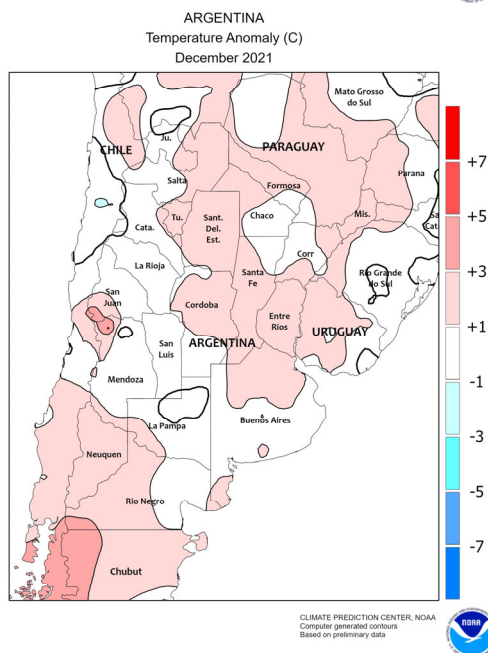 ARGENTINA
Temperature Anomaly (C)
December 2021
Mato Grosso
do Sul
Ju.
CHILE
PARAGUAY
Parana
Salta
Formosa
Tu.
Sant.
Del.
Est.
Chaco
Mis.
Sa
Cat
Cata.
Corr
La Rioja
Santa
Fe
Rio Grande
do Sul
San
Juan
Cordoba
Entre
Rios
URUGUAY
San
Luis
ARGENTINA
Mendoza
La Pampa
Buenos Aires
Neuquen
Rio Negro
Chubut
+7
+5
+3
+1
-1
-3
-5
-7
CLIMATE PREDICTION CENTER, NOAA
Computer generated contours
Based on preliminary data
NOAA